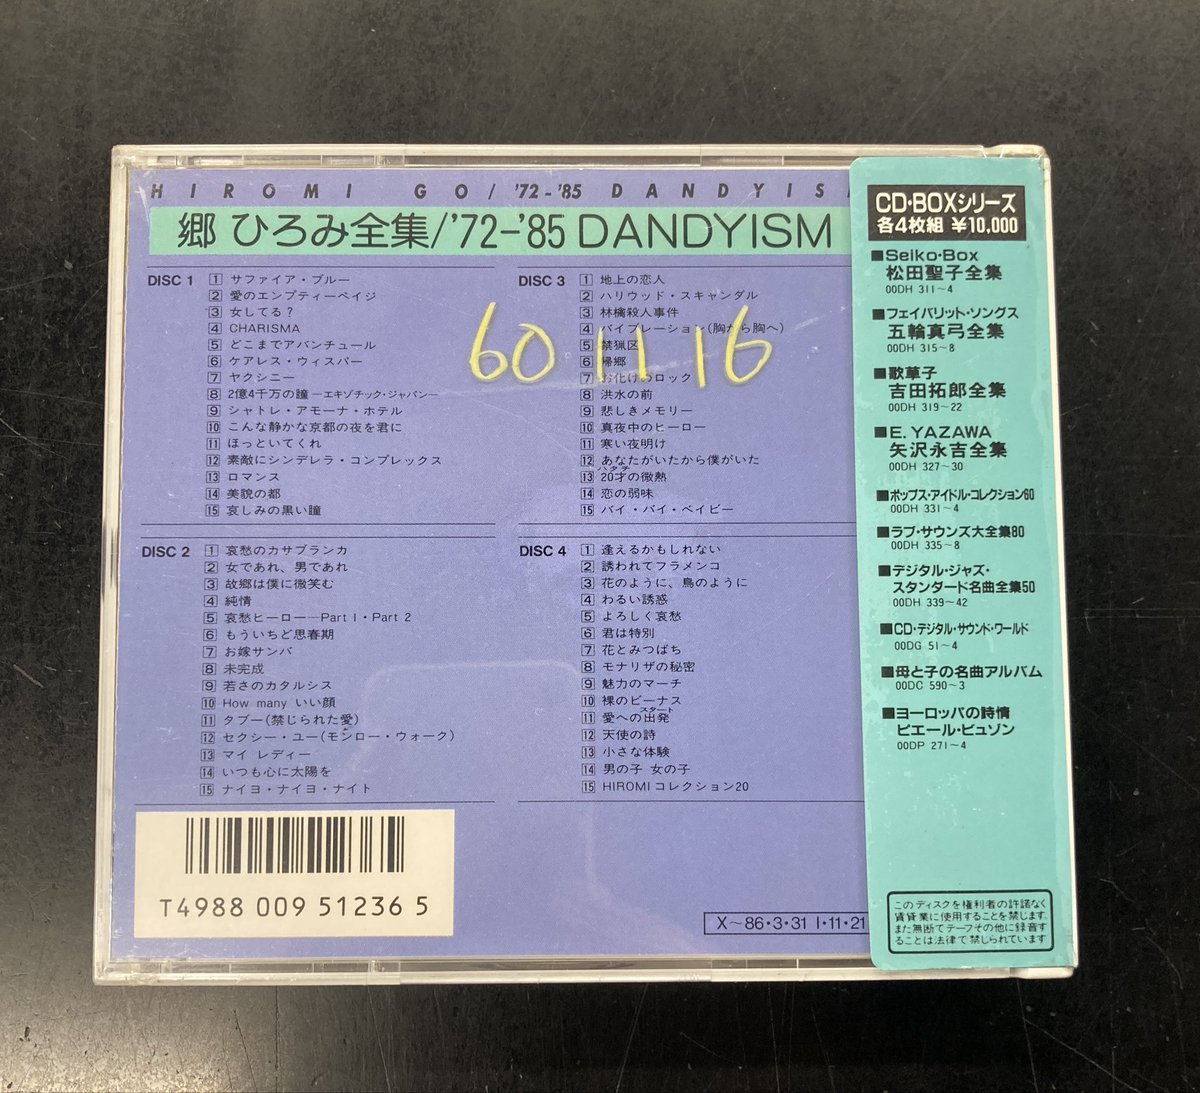 HIROMI GO/'72-'85 DANDYIS
郷 ひろみ全集/'72-'85 DANDYISM
DISC 1
1 サファイア・ブルー
2 愛のエンプティーペイジ
3 女してる?
4 CHARISMA
5 どこまでアバンチュール
6 ケアレス・ウィスパー
7 ヤクシニー
8 2億4千万の瞳―エキゾチック・ジャパン―
9 シャトレ・アモーナ・ホテル
10 こんな静かな京都の夜を君に
11 ほっといてくれ
12 素敵にシンデレラ・コンプレックス
13 ロマンス
14 美貌の都
15 哀しみの黒い瞳
DISC 2
1 哀愁のカサブランカ
2 女であれ、男であれ
3 故郷は僕に微笑む
4 純情
5 哀愁ヒーロー―Part I・Part 2
6 もういちど思春期
7 お嫁サンバ
8 未完成
9 若さのカタルシス
10 How many いい顔
11 タブー(禁じられた愛)
12 セクシー・ユー(モンロー・ウォーク)
13 マイ レディー
14 いつも心に太陽を
15 ナイヨ・ナイヨ・ナイト
DISC 3
1 地上の恋人
2 ハリウッド・スキャンダル
3 林檎殺人事件
4 バイブレーション(胸から胸へ)
5 禁猟区
6 帰郷
7 お化けのロック
8 洪水の前
9 悲しきメモリー
10 真夜中のヒーロー
11 寒い夜明け
12 あなたがいたから僕がいた
ハタチ
13 20才の微熱
14 恋の弱味
15 バイ・バイ・ベイビー
60 11 16
DISC 4
1 逢えるかもしれない
2 誘われてフラメンコ
3 花のように、鳥のように
4 わるい誘惑
5 よろしく哀愁
6 君は特別
7 花とみつばち
8 モナリザの秘密
9 魅力のマーチ
10 裸のビーナス
スタート
11 愛への出発
12 天使の詩
13 小さな体験
14 男の子 女の子
15 HIROMIコレクション20
T4988 009 51236 5
X～86・3・31 I・11・21
CD・BOXシリーズ
各4枚組 ¥10,000
■Seiko・Box
松田聖子全集
00DH 311～4
■フェイバリット・ソングス
五輪真弓全集
00DH 315～8
■歌草子
吉田拓郎全集
00DH 319～22
■E. YAZAWA
矢沢永吉全集
00DH 327～30
■ポップス・アイドル・コレクション60
00DH 331～4
■ラブ・サウンズ大全集80
00DH 335～8
■デジタル・ジャズ・
スタンダード名曲全集50
00DH 339～42
■CD・デジタル・サウンド・ワールド
00DG 51～4
■母と子の名曲アルバム
00DC 590～3
■ヨーロッパの詩情
ピエール・ビュゾン
00DP 271～4
このディスクを権利者の許諾なく
賃貸業に使用することを禁じます。
また無断でテープその他に録音す
ることは法律で禁じられています